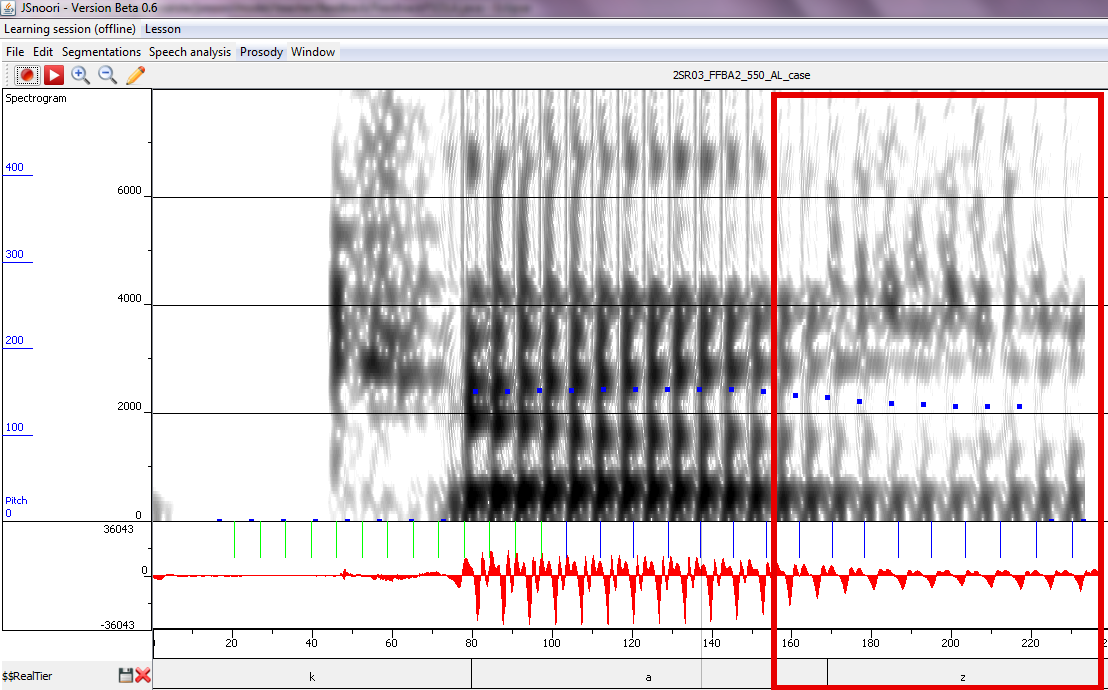 JSnoori - Version Beta 0.6
Learning session (offline) Lesson
File Edit Segmentations Speech analysis Prosody Window
2SR03_FFBA2_550_AL_case
Spectrogram
400
6000
300
4000
200
2000
100
Pitch
0
0
36043
0
-36043
20 40 60 80 100 120 140 160 180 200 220
$$RealTier
k a z